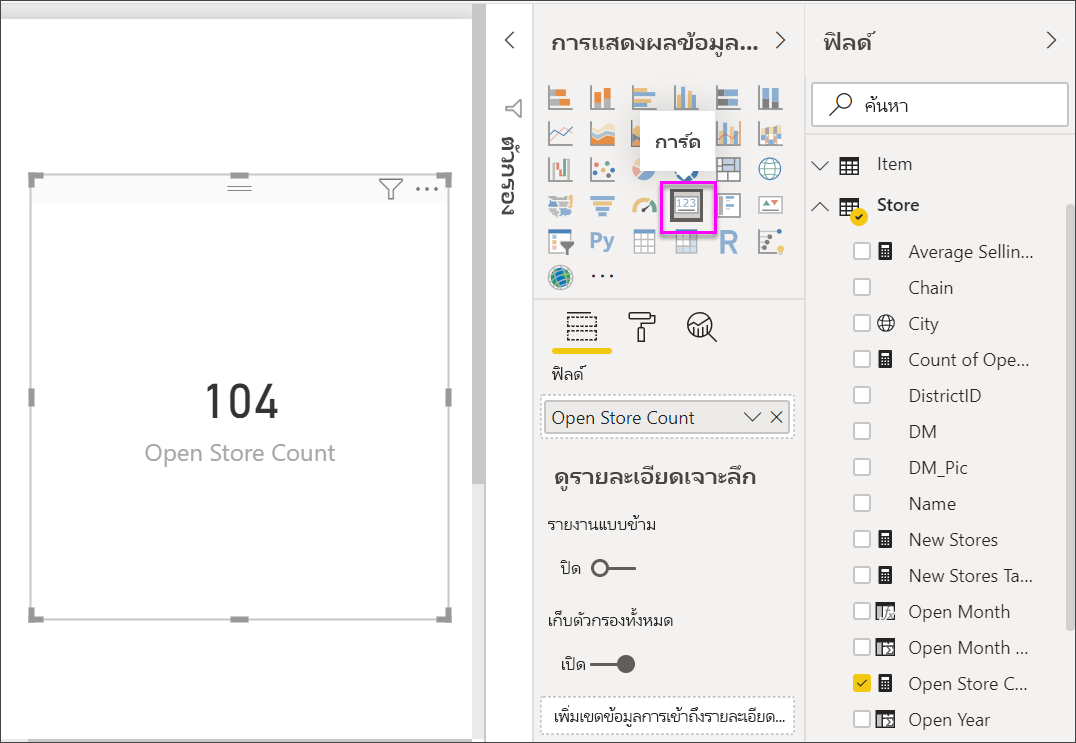 104
Open Store Count
ตัวกรอง
การแสดงผลข้อมูล...
การ์ด
123
Py
R
...
ฟิลด์
Open Store Count
ดูรายละเอียดเจาะลึก
รายงานแบบข้าม
ปิด
เก็บตัวกรองทั้งหมด
เปิด
เพิ่มเขตข้อมูลการเข้าถึงรายละเอียด...
ฟิลด์
ค้นหา
Item
Store
Average Sellin...
Chain
City
Count of Ope...
DistrictID
DM
DM_Pic
Name
New Stores
New Stores Ta...
Open Month
Open Month ...
Open Store C...
Open Year